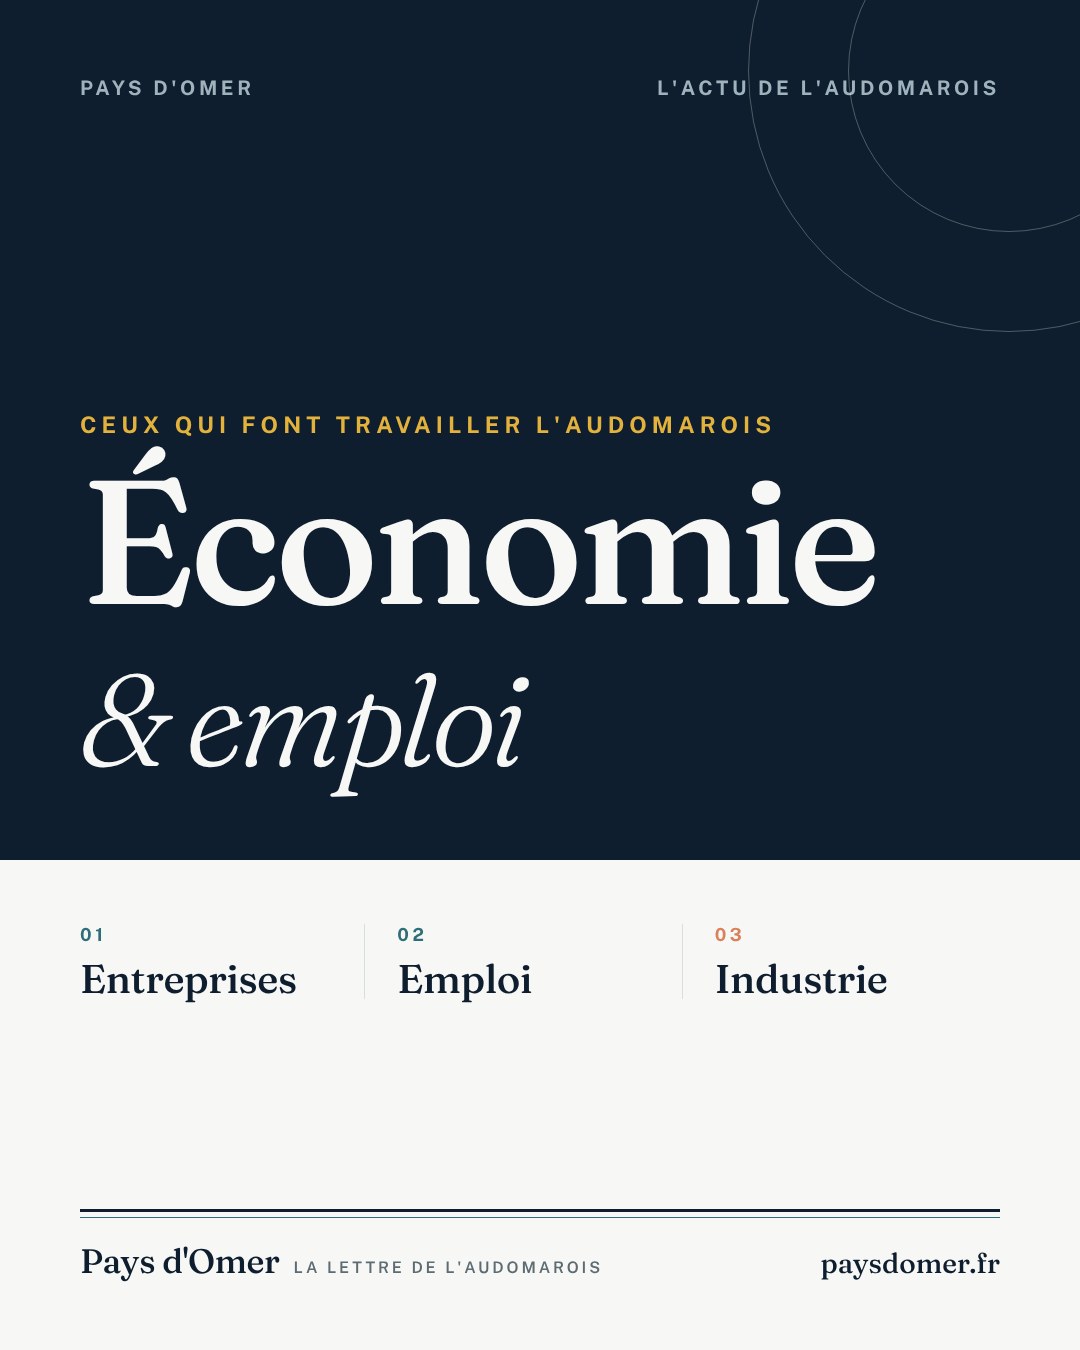 PAYS D'OMER
L'ACTU DE L'AUDOMAROIS
CEUX QUI FONT TRAVAILLER L'AUDOMAROIS
Économie
& emploi
01
Entreprises
02
Emploi
03
Industrie
Pays d'Omer LA LETTRE DE L'AUDOMAROIS
paysdomer.fr